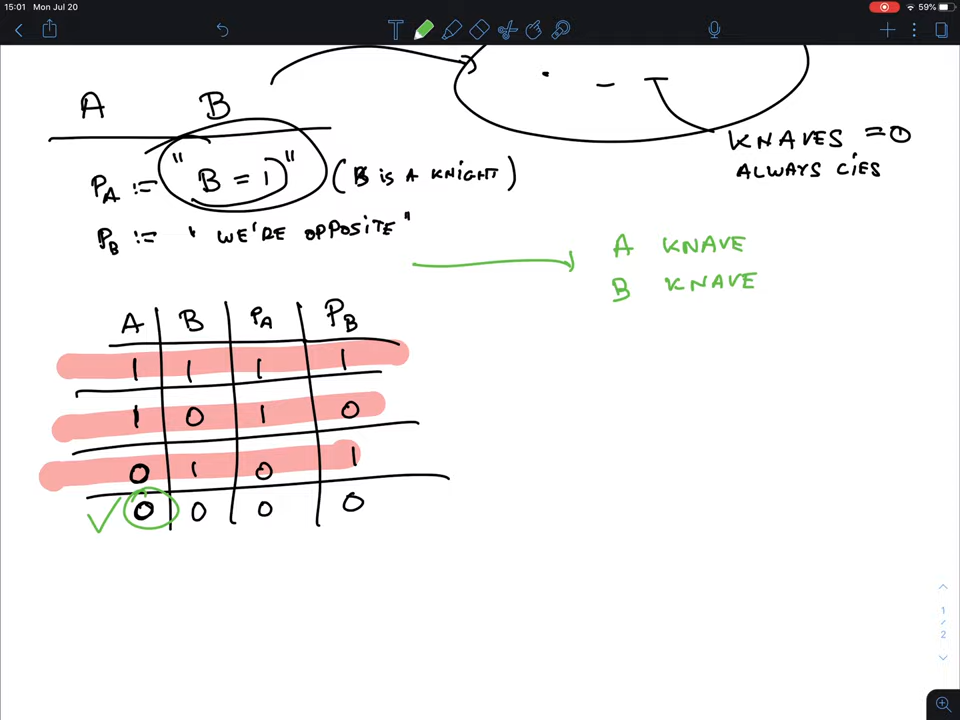 15:01 Mon Jul 20
59%
A B
KNAVES = 0
ALWAYS LIES
PA := "B = 1" (B IS A KNIGHT)
PB := " WE'RE OPPOSITE "
A KNAVE
B KNAVE
A B PA PB
1 1 1 1
1 0 1 0
0 1 0 1
0 0 0 0
1
/
2